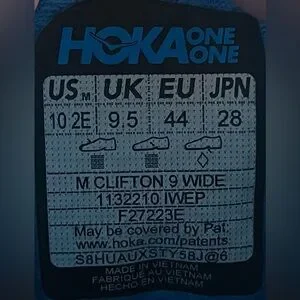 HOKA ONE ONE
US M UK EU JPN
10 2E 9.5 44 28
M CLIFTON 9 WIDE
1132210 IWEP
F27223E
May be covered by Pat:
www.hoka.com/patents
S8HUAUXSTY58J@6
MADE IN VIETNAM
FABRIQUÉ AU VIETNAM
HECHO EN VIETNAM